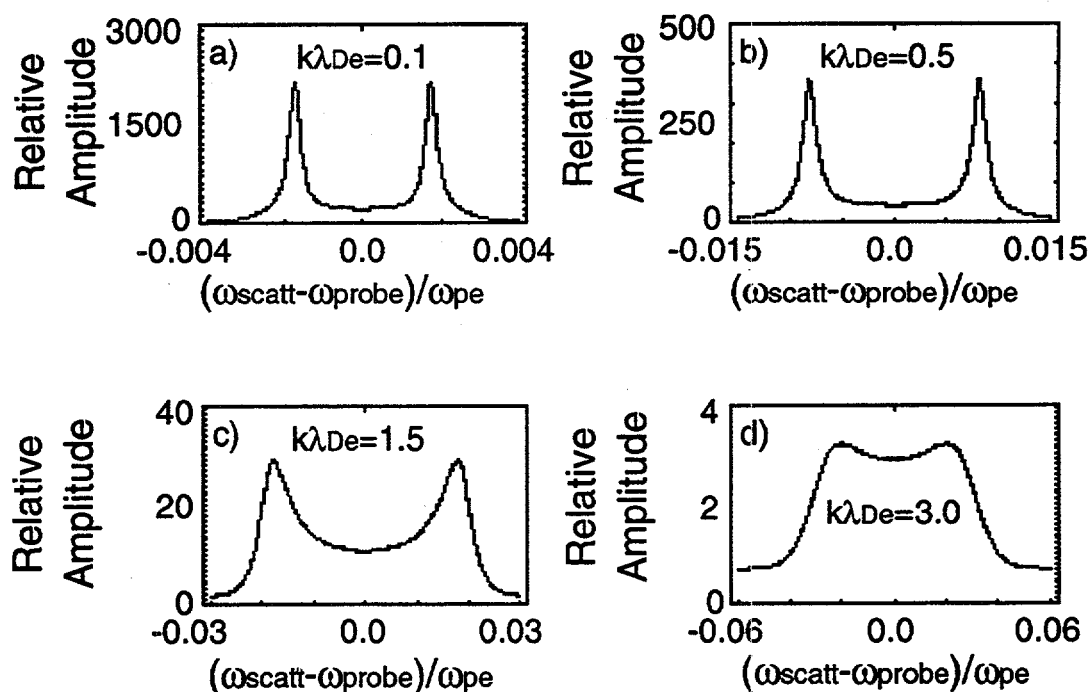 a)
kλDe=0.1
Relative Amplitude
3000
1500
0
-0.004
0.0
0.004
(ωscatt-ωprobe)/ωpe
b)
kλDe=0.5
Relative Amplitude
500
250
0
-0.015
0.0
0.015
(ωscatt-ωprobe)/ωpe
c)
kλDe=1.5
Relative Amplitude
40
20
0
-0.03
0.0
0.03
(ωscatt-ωprobe)/ωpe
d)
kλDe=3.0
Relative Amplitude
4
2
0
-0.06
0.0
0.06
(ωscatt-ωprobe)/ωpe